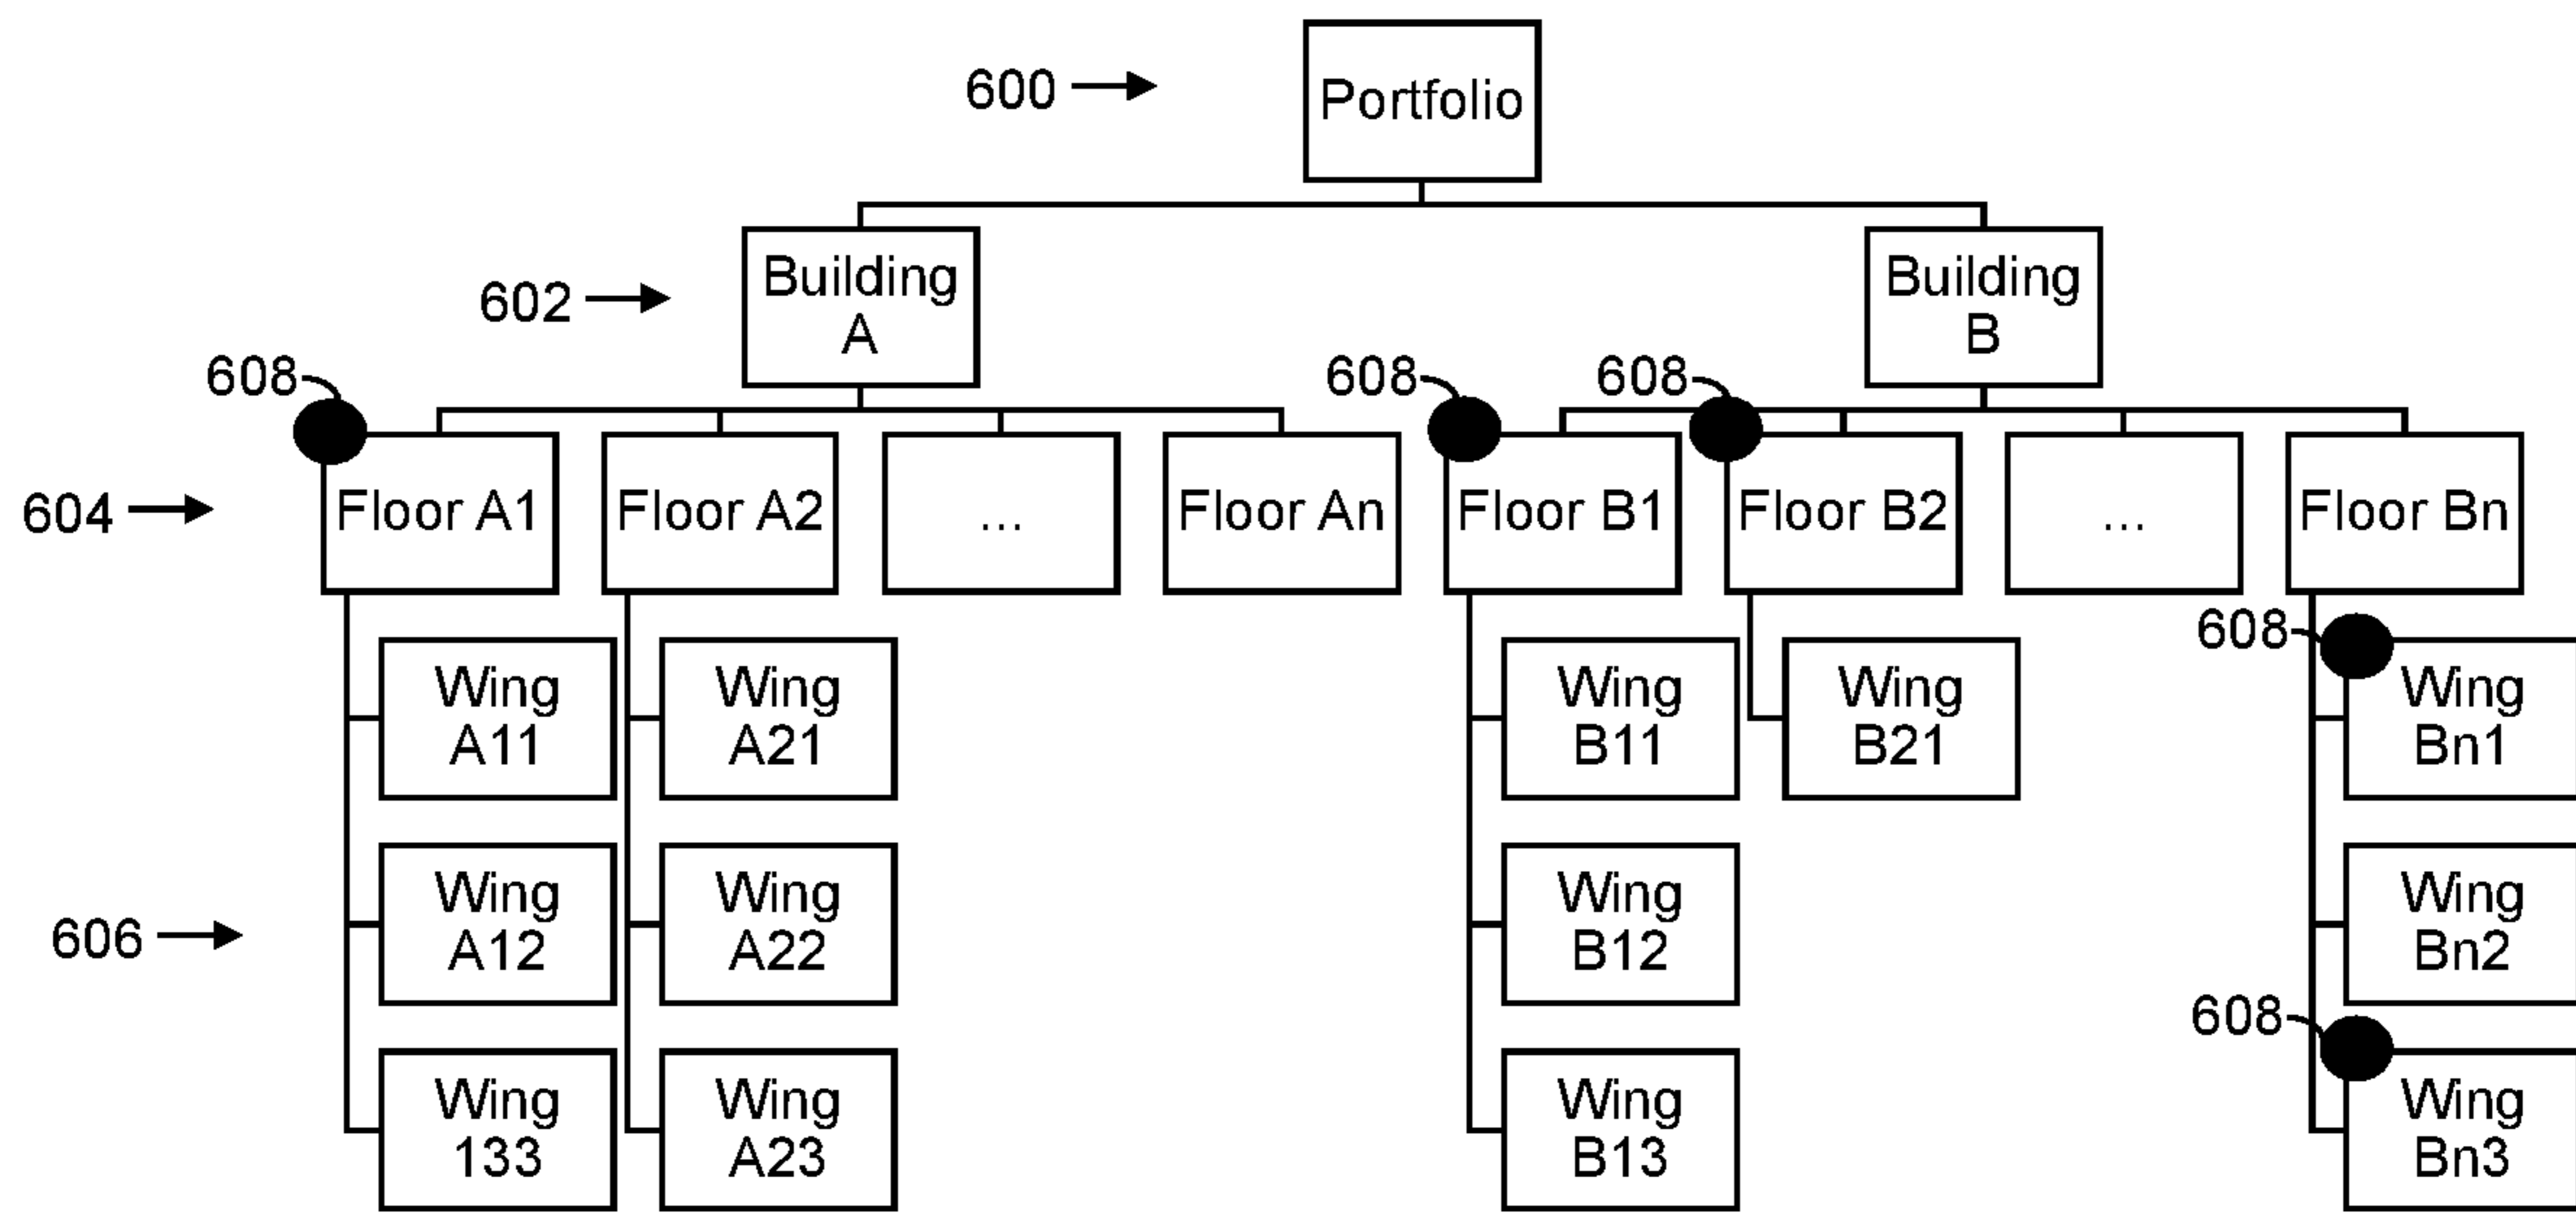 600
Portfolio
602
Building
A
Building
B
608
608
608
604
Floor A1
Floor A2
...
Floor An
Floor B1
Floor B2
...
Floor Bn
608
Wing
A11
Wing
A21
Wing
B11
Wing
B21
Wing
Bn1
606
Wing
A12
Wing
A22
Wing
B12
Wing
Bn2
608
Wing
133
Wing
A23
Wing
B13
Wing
Bn3